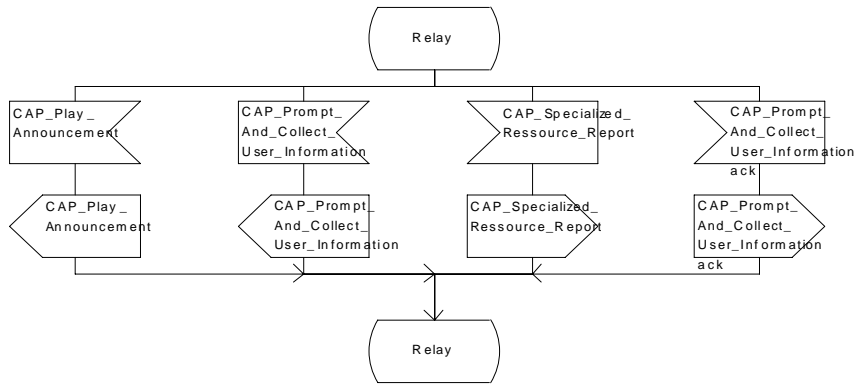 Relay
CAP_Play_
Announcement
CAP_Prompt_
And_Collect_
User_Information
CAP_Specialized_
Ressource_Report
CAP_Prompt_
And_Collect_
User_Information
ack
CAP_Play_
Announcement
CAP_Prompt_
And_Collect_
User_Information
CAP_Specialized_
Ressource_Report
CAP_Prompt_
And_Collect_
User_Information
ack
Relay